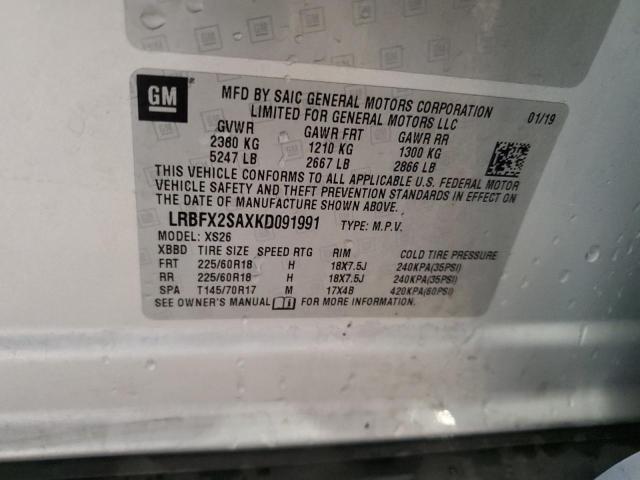 GM
MFD BY SAIC GENERAL MOTORS CORPORATION
LIMITED FOR GENERAL MOTORS LLC
01/19
GVWR GAWR FRT GAWR RR
2380 KG 1210 KG 1300 KG
5247 LB 2667 LB 2866 LB
THIS VEHICLE CONFORMS TO ALL APPLICABLE U.S. FEDERAL MOTOR
VEHICLE SAFETY AND THEFT PREVENTION STANDARDS IN EFFECT ON
THE DATE OF MANUFACTURE SHOWN ABOVE.
LRBFX2SAXKD091991 TYPE: M.P.V.
MODEL: XS26
XBBD TIRE SIZE SPEED RTG RIM COLD TIRE PRESSURE
FRT 225/60R18 H 18X7.5J 240KPA(35PSI)
RR 225/60R18 H 18X7.5J 240KPA(35PSI)
SPA T145/70R17 M 17X4B 420KPA(60PSI)
SEE OWNER'S MANUAL FOR MORE INFORMATION.